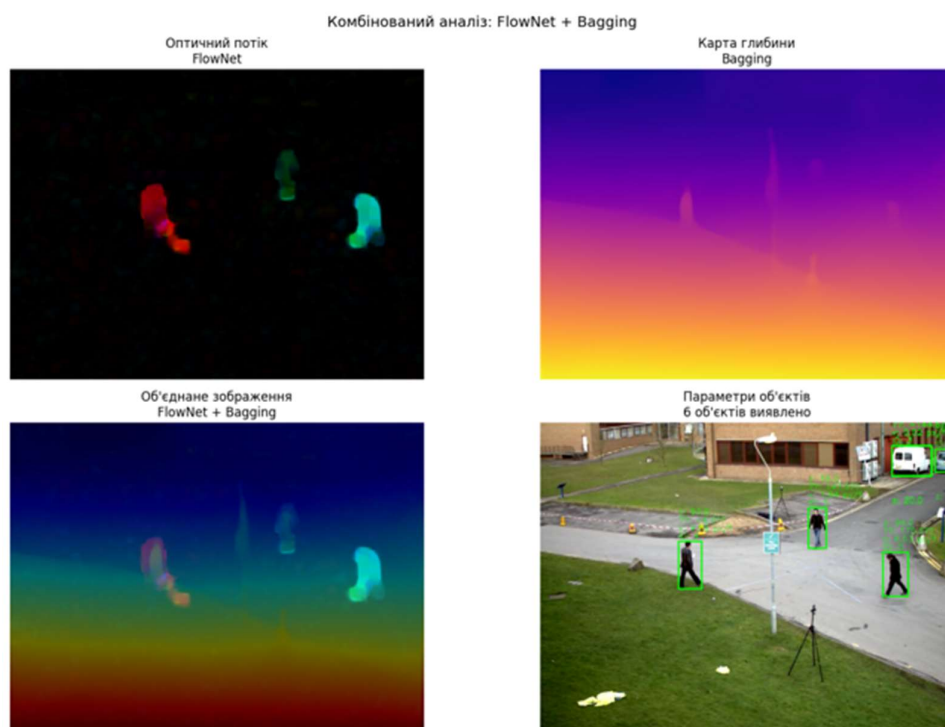 Комбінований аналіз: FlowNet + Bagging
Оптичний потік
FlowNet
Карта глибини
Bagging
Об'єднане зображення
FlowNet + Bagging
Параметри об'єктів
6 об'єктів виявлено